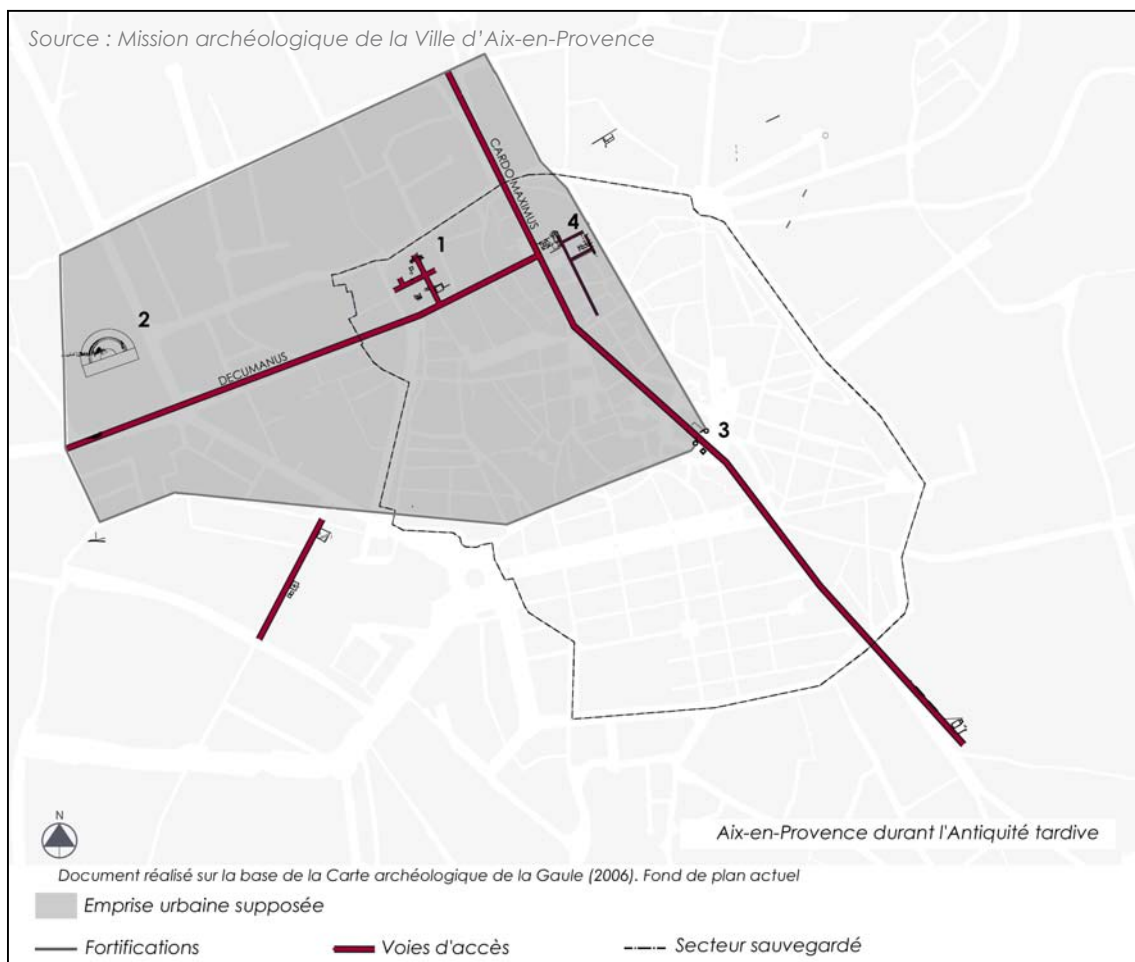 Source : Mission archéologique de la Ville d'Aix-en-Provence
CARDO MAXIMUS
4
1
2
DECUMANUS
3
N
Aix-en-Provence durant l'Antiquité tardive
Document réalisé sur la base de la Carte archéologique de la Gaule (2006). Fond de plan actuel
Emprise urbaine supposée
Fortifications
Voies d'accès
Secteur sauvegardé